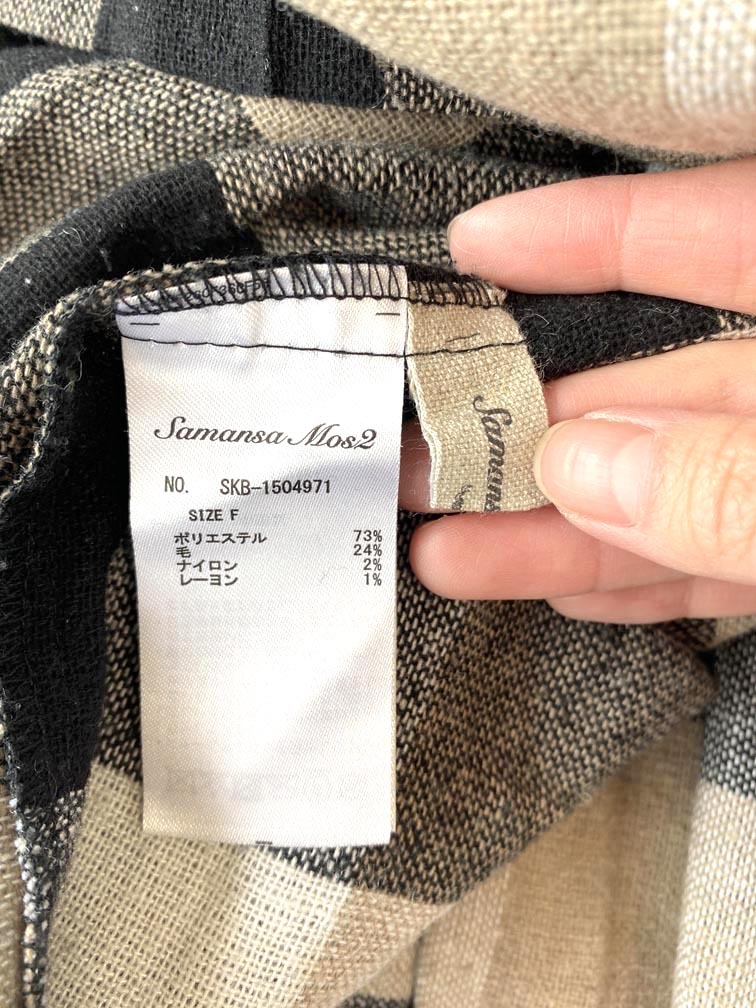 Samansa Mos2
NO. SKB-1504971
SIZE F
ポリエステル 73%
毛 24%
ナイロン 2%
レーヨン 1%